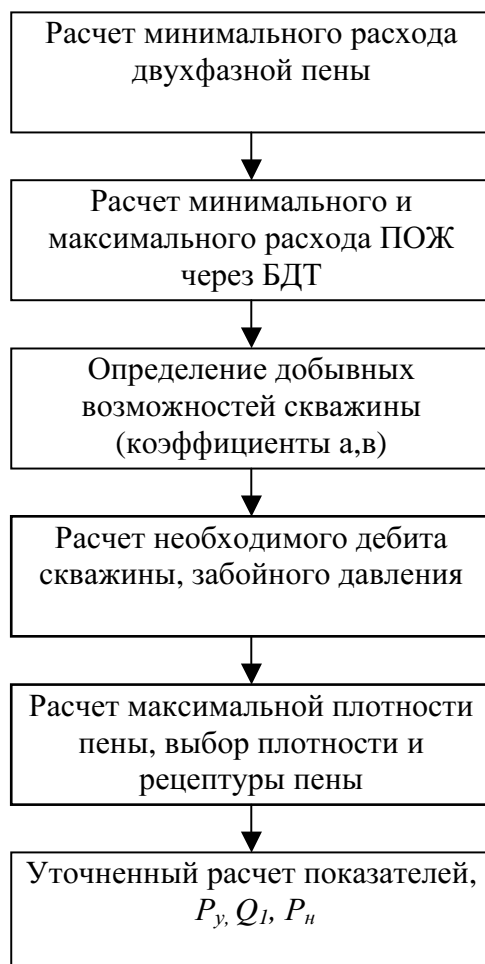 Расчет минимального расхода
двухфазной пены
Расчет минимального и
максимального расхода ПОЖ
через БДТ
Определение добывных
возможностей скважины
(коэффициенты а,в)
Расчет необходимого дебита
скважины, забойного давления
Расчет максимальной плотности
пены, выбор плотности и
рецептуры пены
Уточненный расчет показателей,
Pу, Q1, Pн